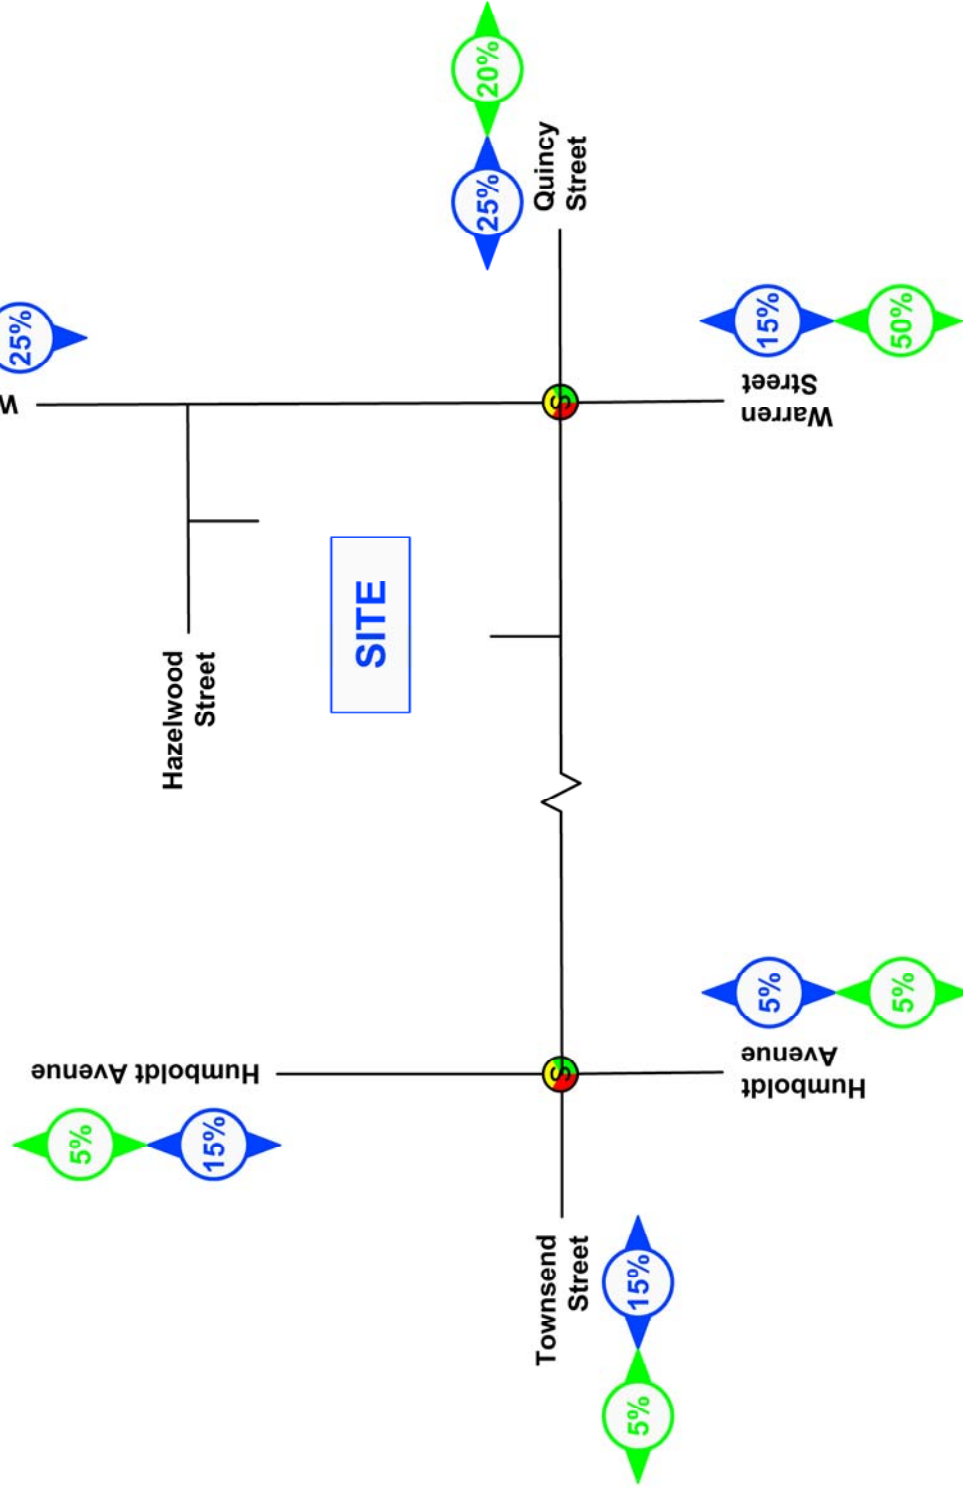 20%
25%
Quincy
Street
25%
W
15%
50%
Warren
Street
S
Hazelwood
Street
SITE
Humboldt Avenue
5%
15%
S
5%
5%
Humboldt
Avenue
Townsend
Street
15%
5%